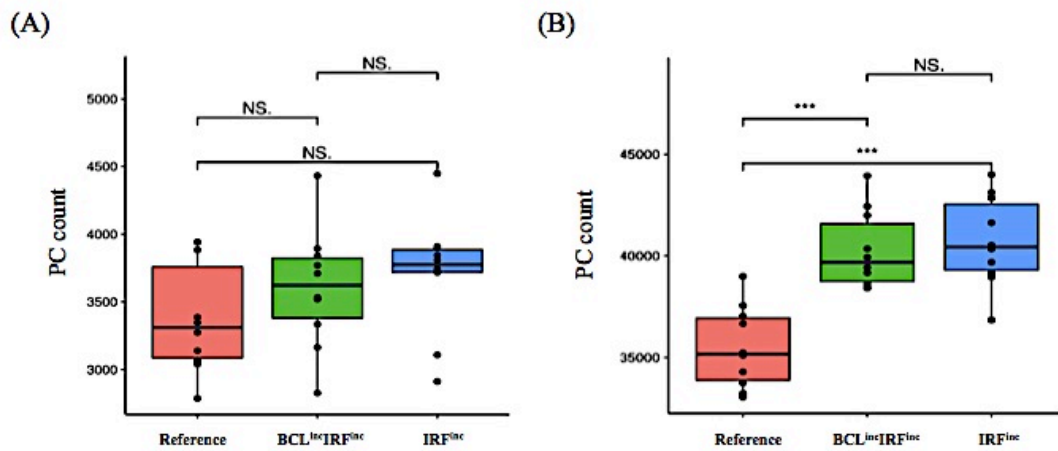 (A)
(B)
NS.
NS.
NS.
5000
4500
4000
3500
3000
PC count
Reference
BCLⁱⁿᶜIRFⁱⁿᶜ
IRFⁱⁿᶜ
NS.
***
***
45000
40000
35000
PC count
Reference
BCLⁱⁿᶜIRFⁱⁿᶜ
IRFⁱⁿᶜ